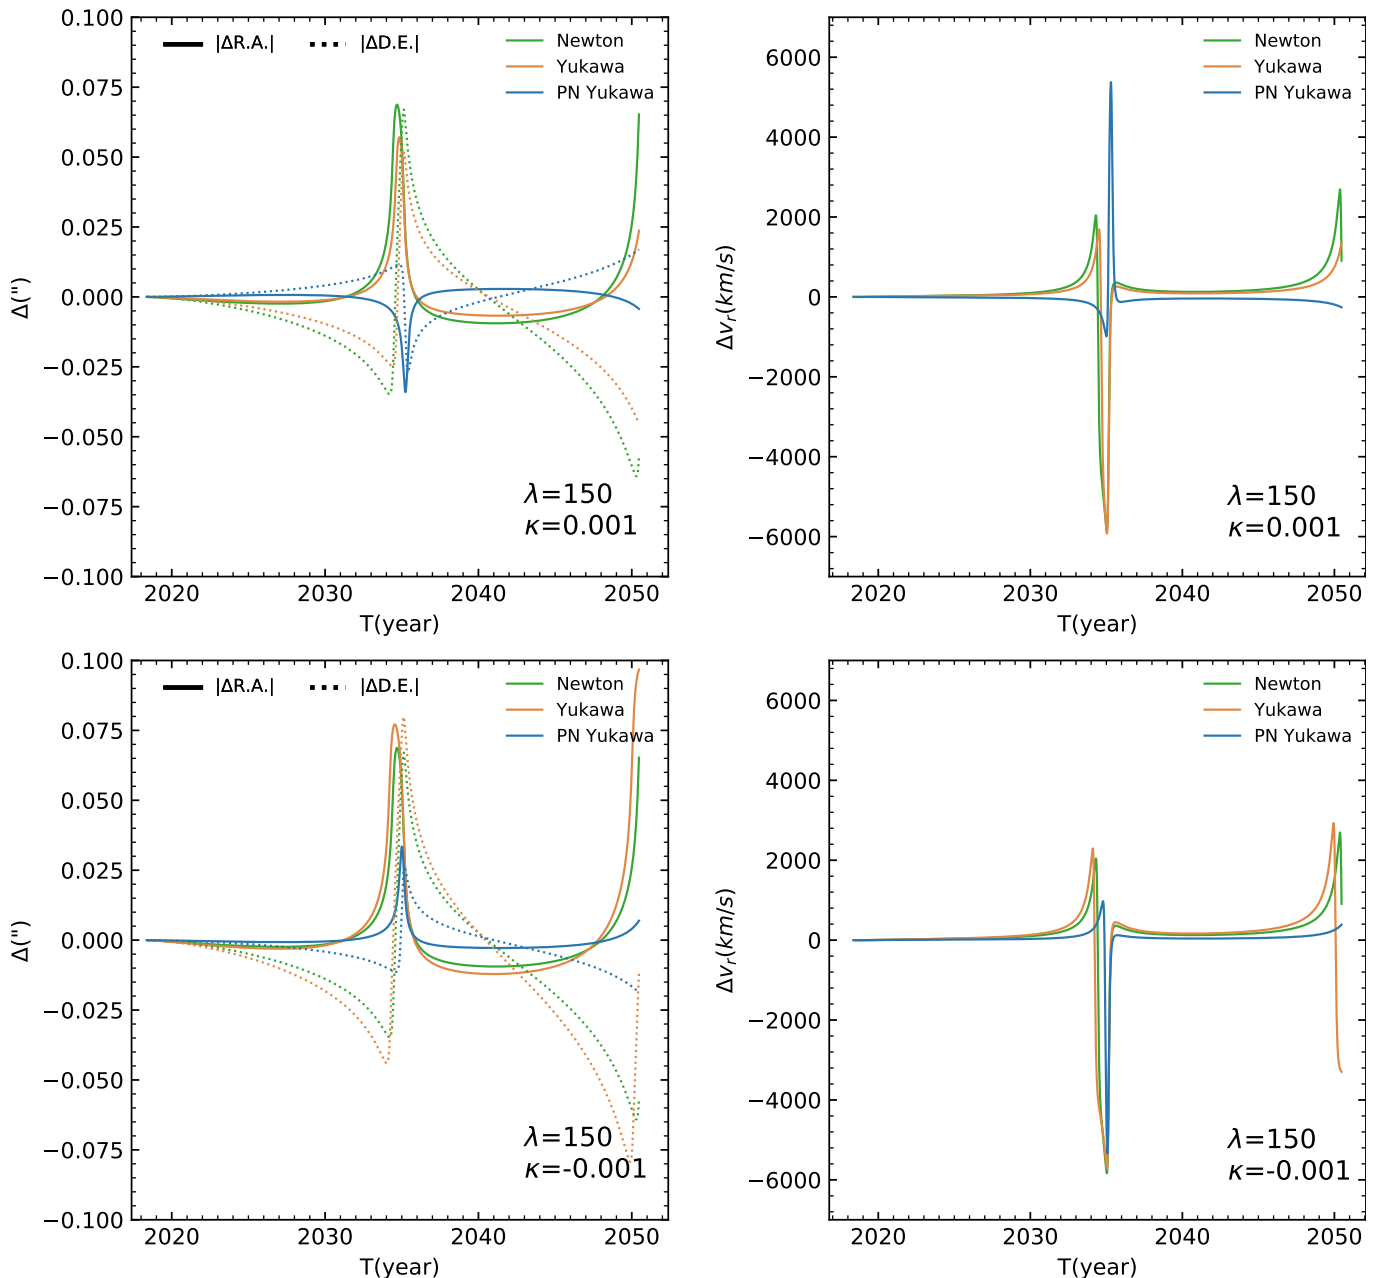 0.100
0.075
0.050
0.025
0.000
−0.025
−0.050
−0.075
−0.100
Δ(")
|ΔR.A.| |ΔD.E.|
Newton
Yukawa
PN Yukawa
λ=150
κ=0.001
2020 2030 2040 2050
T(year)
6000
4000
2000
0
−2000
−4000
−6000
Δvr(km/s)
Newton
Yukawa
PN Yukawa
λ=150
κ=0.001
2020 2030 2040 2050
T(year)
0.100
0.075
0.050
0.025
0.000
−0.025
−0.050
−0.075
−0.100
Δ(")
|ΔR.A.| |ΔD.E.|
Newton
Yukawa
PN Yukawa
λ=150
κ=-0.001
2020 2030 2040 2050
T(year)
6000
4000
2000
0
−2000
−4000
−6000
Δvr(km/s)
Newton
Yukawa
PN Yukawa
λ=150
κ=-0.001
2020 2030 2040 2050
T(year)